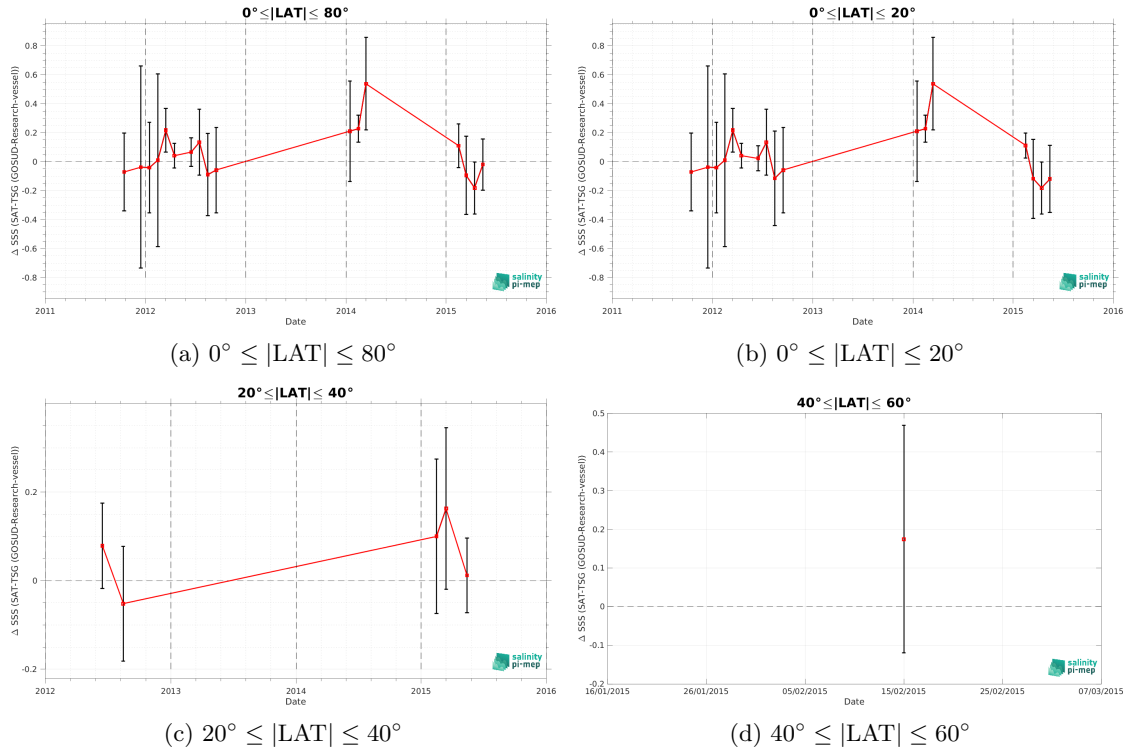 0°≤|LAT|≤ 80°
Δ SSS (SAT-TSG (GOSUD-Research-vessel))
0.8
0.6
0.4
0.2
0
-0.2
-0.4
-0.6
-0.8
2011 2012 2013 2014 2015 2016
Date
salinity
pi-mep
(a) 0° ≤ |LAT| ≤ 80°
0°≤|LAT|≤ 20°
Δ SSS (SAT-TSG (GOSUD-Research-vessel))
0.8
0.6
0.4
0.2
0
-0.2
-0.4
-0.6
-0.8
2011 2012 2013 2014 2015 2016
Date
salinity
pi-mep
(b) 0° ≤ |LAT| ≤ 20°
20°≤|LAT|≤ 40°
Δ SSS (SAT-TSG (GOSUD-Research-vessel))
0.2
0
-0.2
2012 2013 2014 2015 2016
Date
salinity
pi-mep
(c) 20° ≤ |LAT| ≤ 40°
40°≤|LAT|≤ 60°
Δ SSS (SAT-TSG (GOSUD-Research-vessel))
0.5
0.4
0.3
0.2
0.1
0
-0.1
-0.2
16/01/2015 26/01/2015 05/02/2015 15/02/2015 25/02/2015 07/03/2015
Date
salinity
pi-mep
(d) 40° ≤ |LAT| ≤ 60°